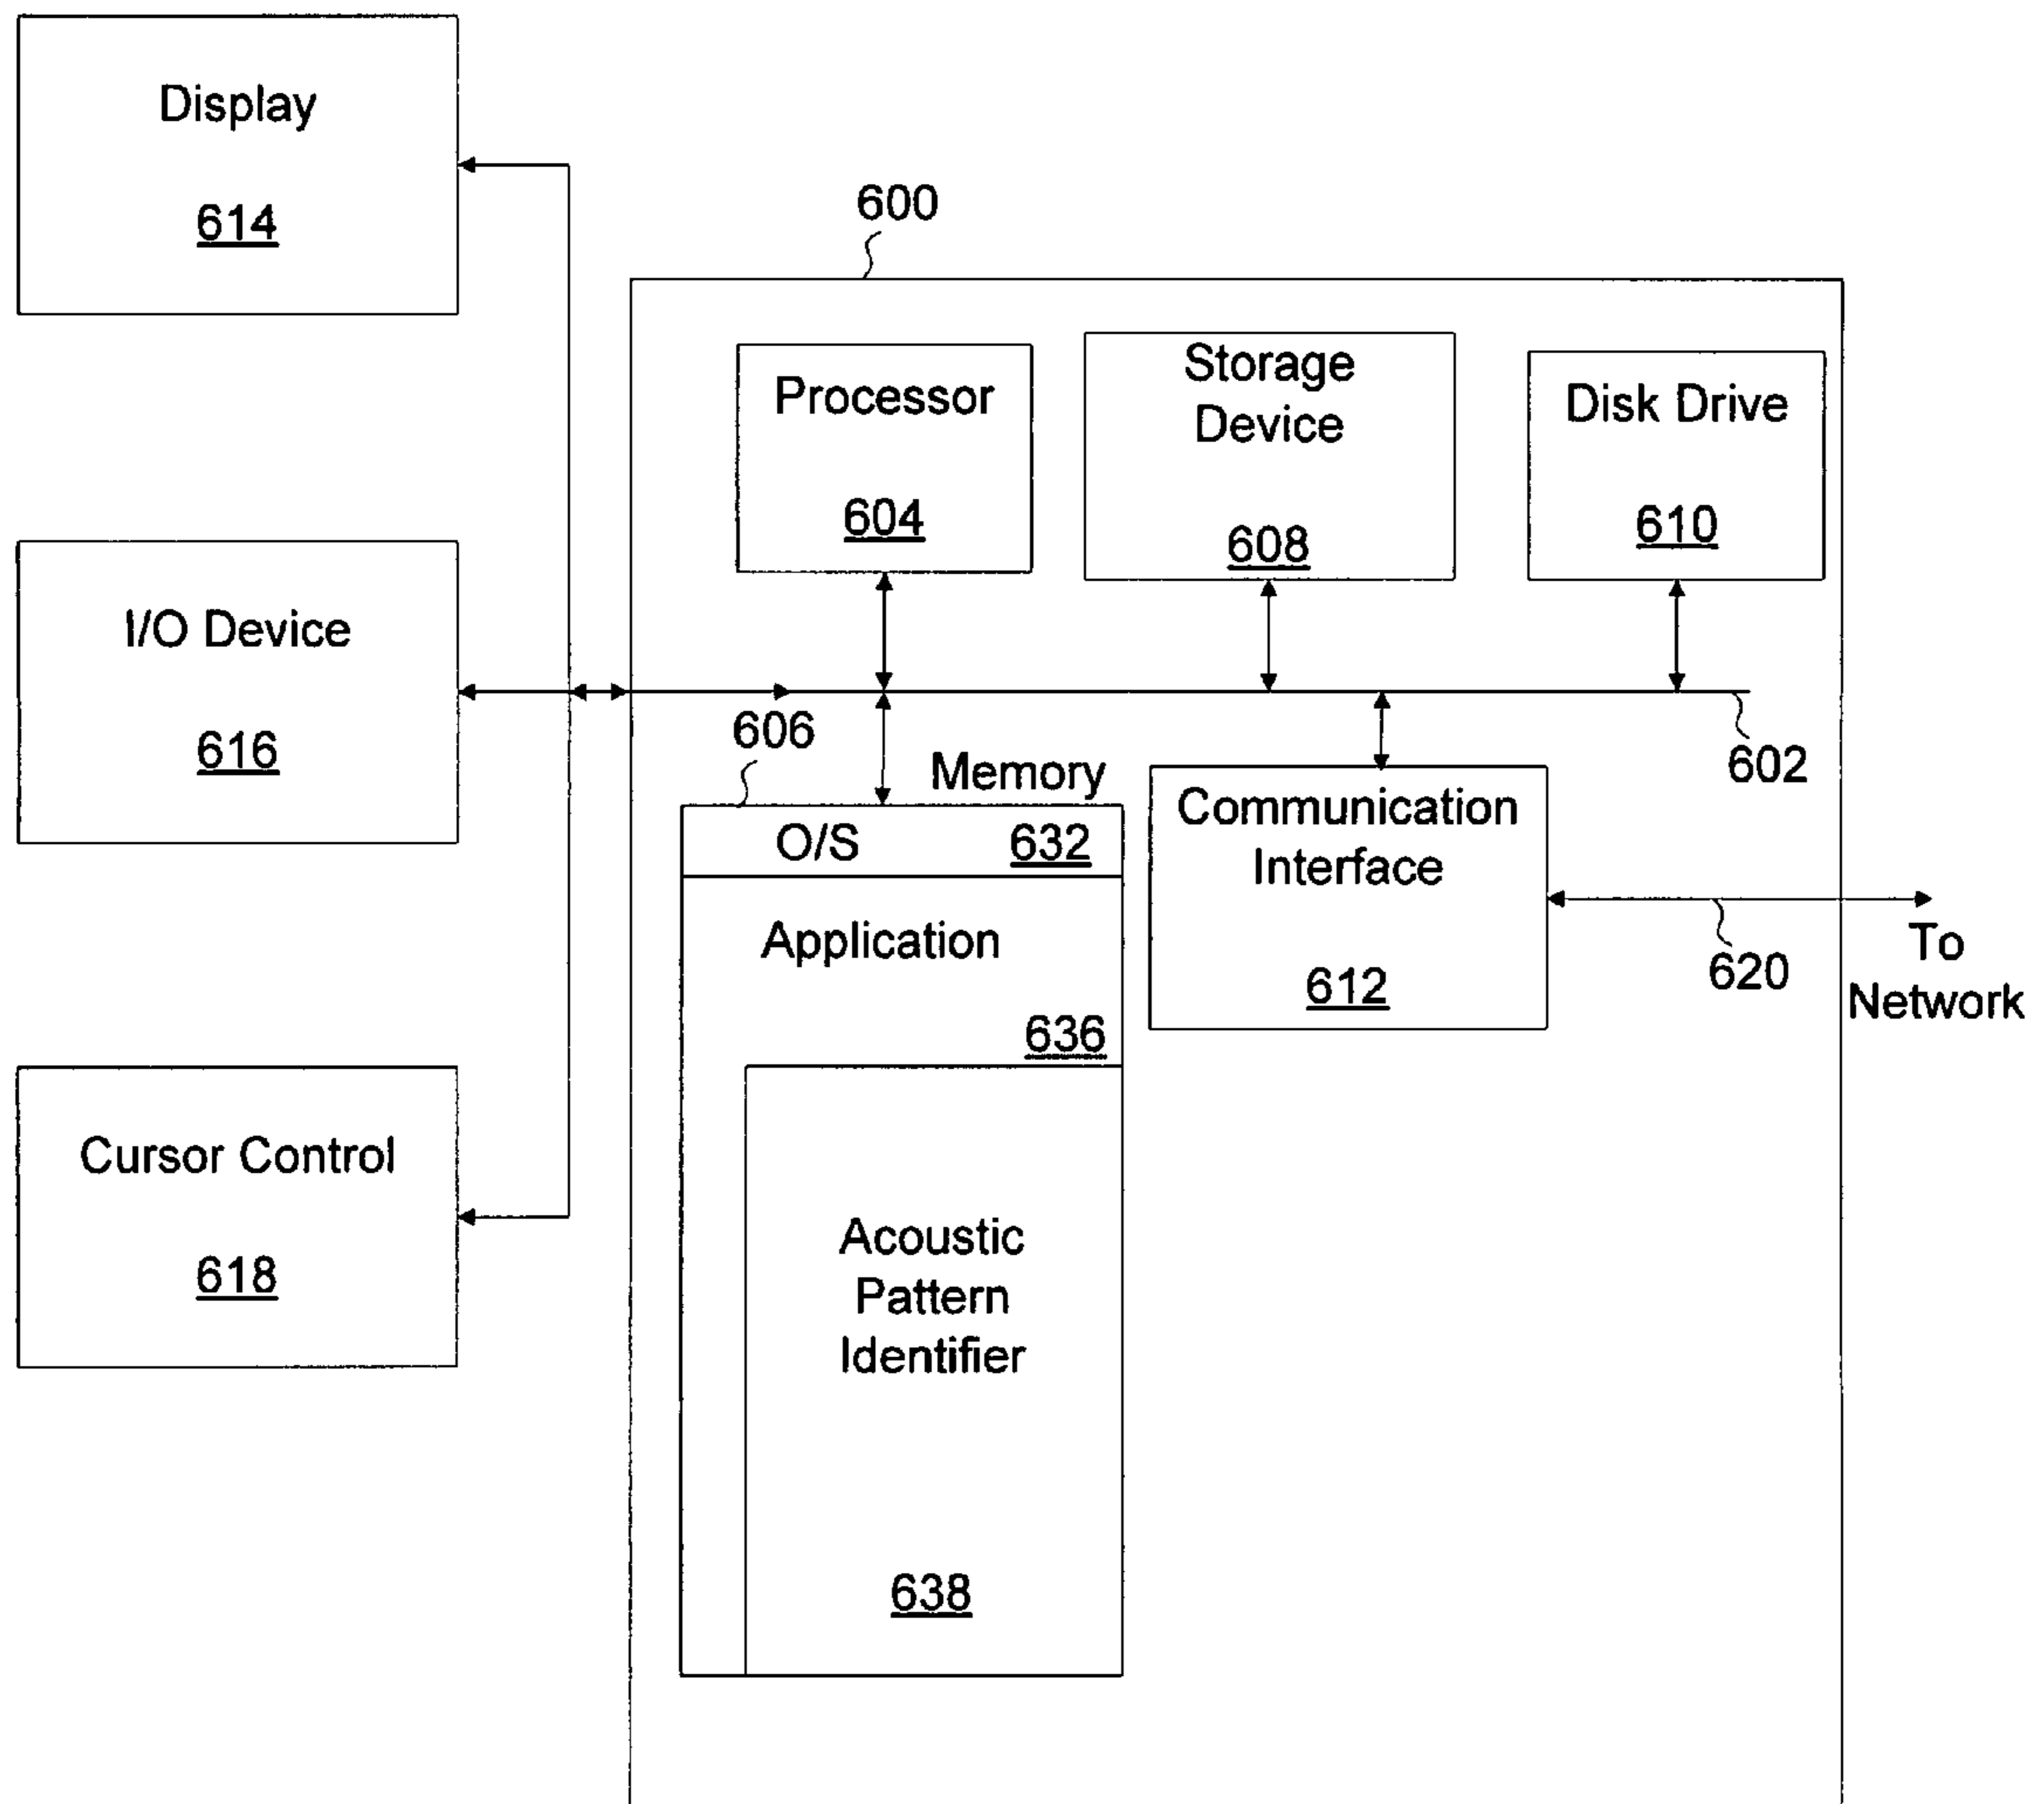 Display
614
600
Processor
604
Storage
Device
608
Disk Drive
610
I/O Device
616
606
Memory
602
O/S 632
Application
636
Communication
Interface
612
620
To
Network
Cursor Control
618
Acoustic
Pattern
Identifier
638